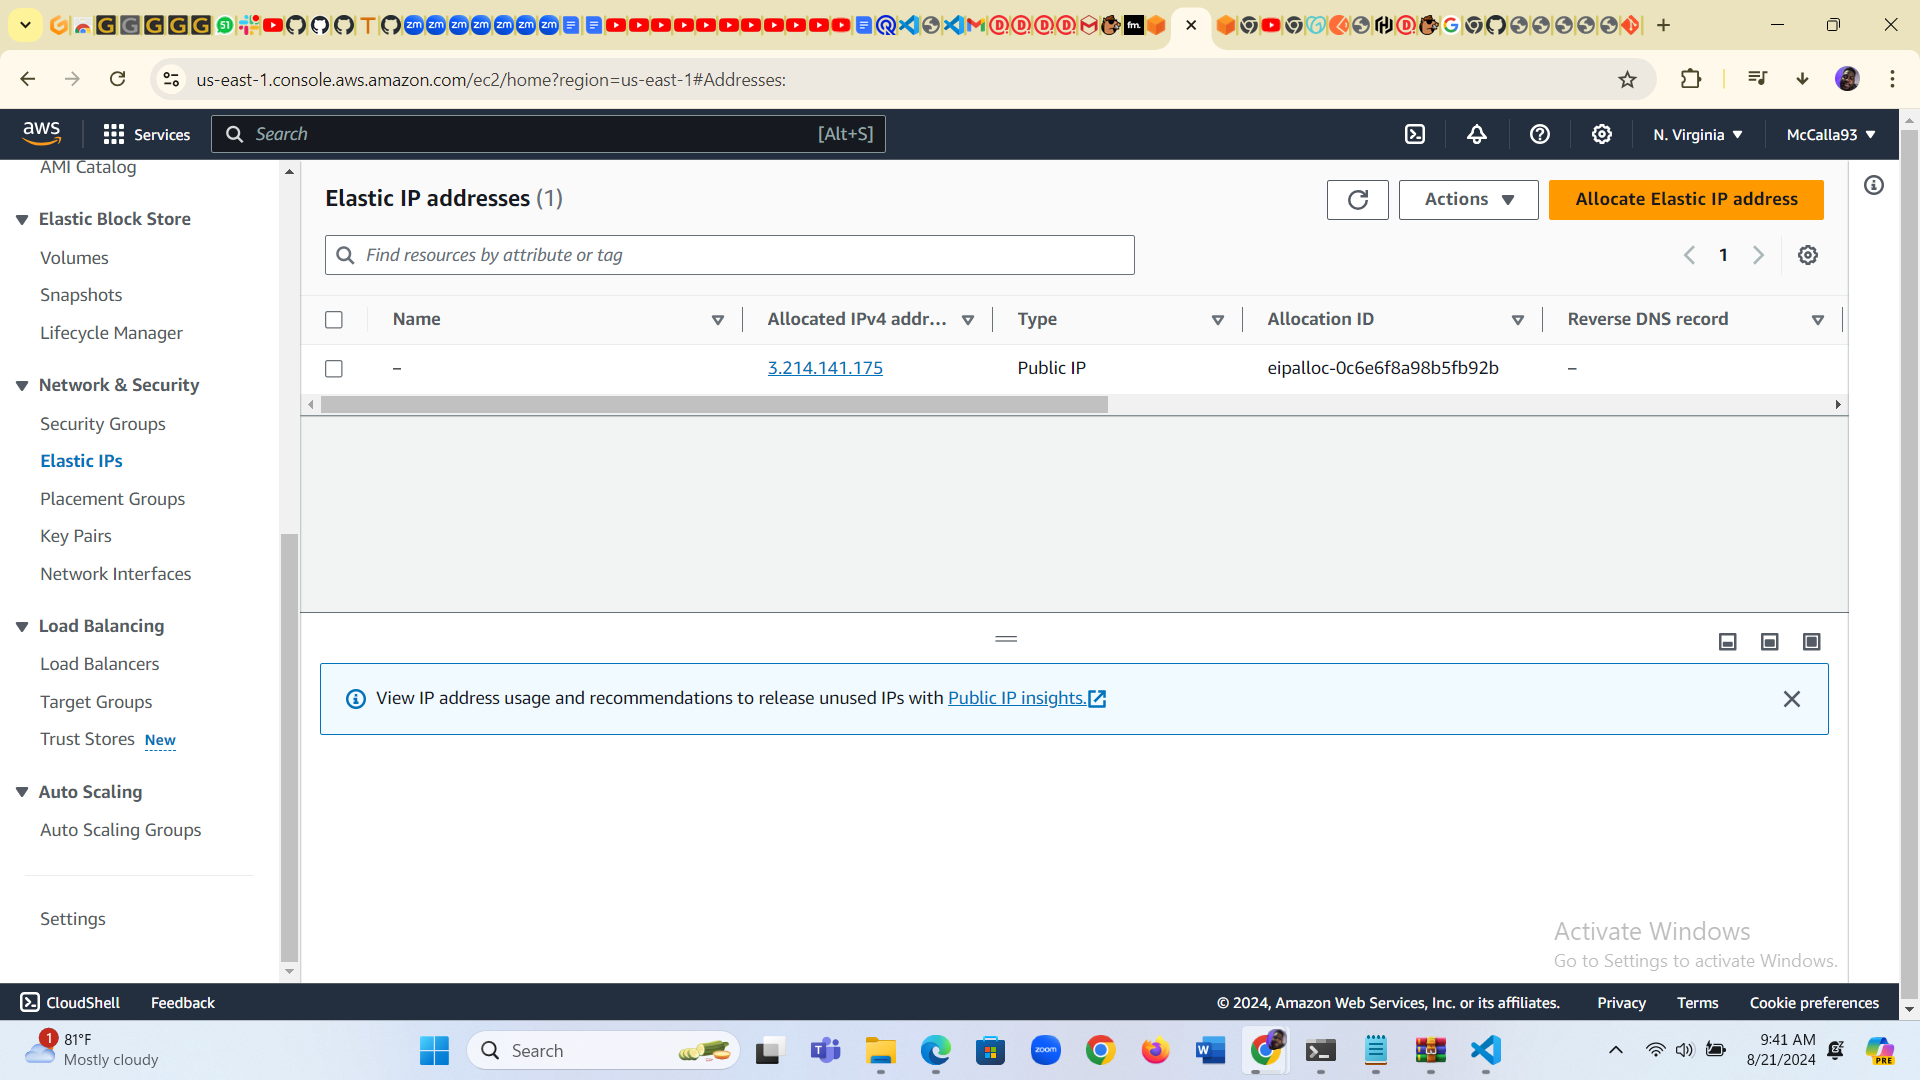 us-east-1.console.aws.amazon.com/ec2/home?region=us-east-1#Addresses:
aws
Services
Search
[Alt+S]
N. Virginia
McCalla93
AMI Catalog
Elastic Block Store
Volumes
Snapshots
Lifecycle Manager
Network & Security
Security Groups
Elastic IPs
Placement Groups
Key Pairs
Network Interfaces
Load Balancing
Load Balancers
Target Groups
Trust Stores New
Auto Scaling
Auto Scaling Groups
Settings
Elastic IP addresses (1)
Actions
Allocate Elastic IP address
Find resources by attribute or tag
1
Name Allocated IPv4 addr... Type Allocation ID Reverse DNS record
– 3.214.141.175 Public IP eipalloc-0c6e6f8a98b5fb92b –
View IP address usage and recommendations to release unused IPs with Public IP insights.
Activate Windows
Go to Settings to activate Windows.
CloudShell Feedback © 2024, Amazon Web Services, Inc. or its affiliates. Privacy Terms Cookie preferences
1
81°F
Mostly cloudy
Search
zoom
9:41 AM
8/21/2024
PRE